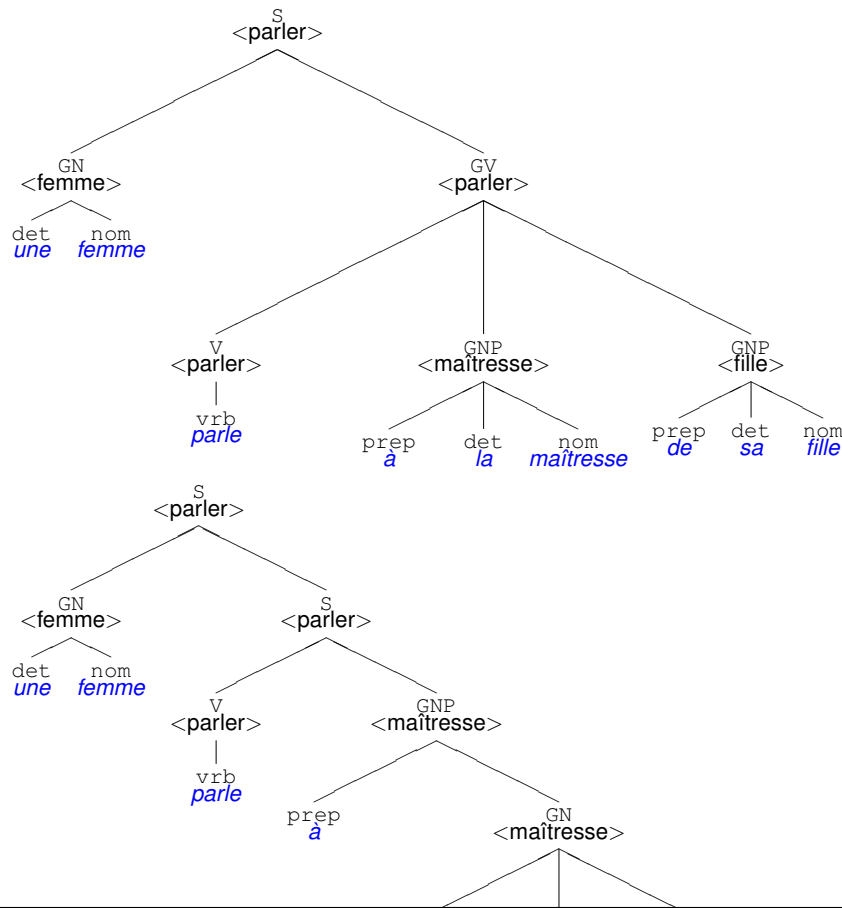 S
<parler>
GN GV
<femme> <parler>
det nom
une femme
V GNP GNP
<parler> <maîtresse> <fille>
vrb prep det nom prep det nom
parle à la maîtresse de sa fille
S
<parler>
GN S
<femme> <parler>
det nom
une femme
V GNP
<parler> <maîtresse>
vrb
parle
prep GN
à <maîtresse>